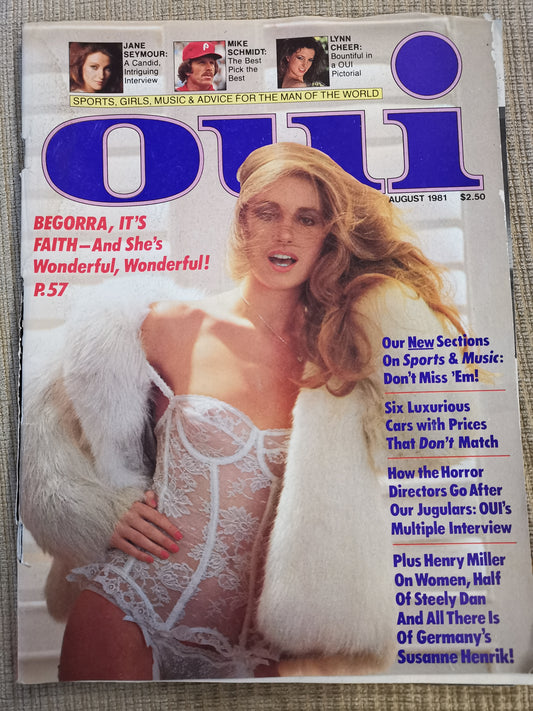 JANE
SEYMOUR:
A Candid,
Intriguing
Interview
MIKE
SCHMIDT:
The Best
Pick the
Best
LYNN
CHEER:
Bountiful in
a OUI
Pictorial
SPORTS, GIRLS, MUSIC & ADVICE FOR THE MAN OF THE WORLD
oui
AUGUST 1981 $2.50
BEGORRA, IT'S
FAITH—And She's
Wonderful, Wonderful!
P.57
Our New Sections
On Sports & Music:
Don't Miss 'Em!
Six Luxurious
Cars with Prices
That Don't Match
How the Horror
Directors Go After
Our Jugulars: OUI's
Multiple Interview
Plus Henry Miller
On Women, Half
Of Steely Dan
And All There Is
Of Germany's
Susanne Henrik!